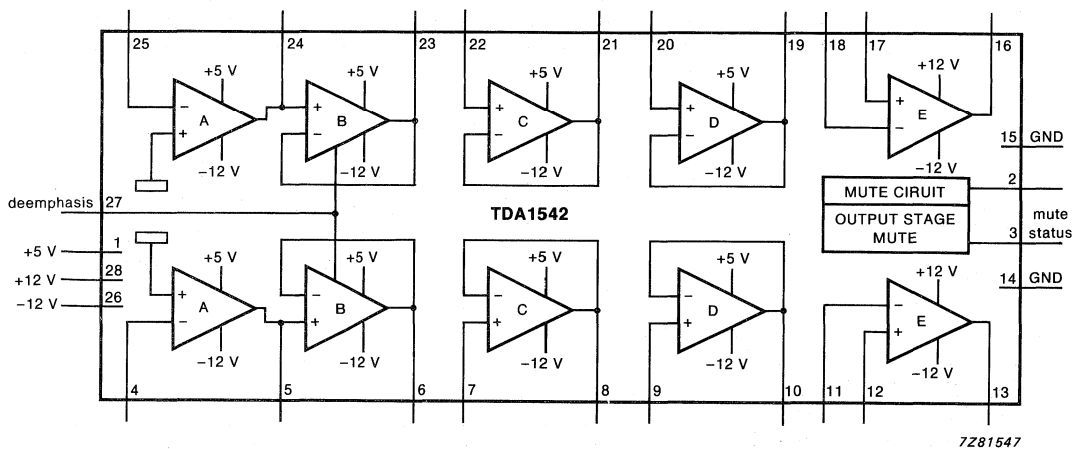 25 24 23 22 21 20 19 18 17 16
+5 V +5 V +5 V +5 V +12 V
− + + + +
A B C D E
+ − − − −
−12 V −12 V −12 V −12 V −12 V
15 GND
MUTE CIRUIT 2
deemphasis 27
TDA1542
OUTPUT STAGE
MUTE
mute
3 status
1
+5 V
28
+12 V
26
−12 V
14 GND
+5 V +5 V +5 V +5 V +12 V
+ − − − −
A B C D E
− + + + +
−12 V −12 V −12 V −12 V −12 V
4 5 6 7 8 9 10 11 12 13
7Z81547